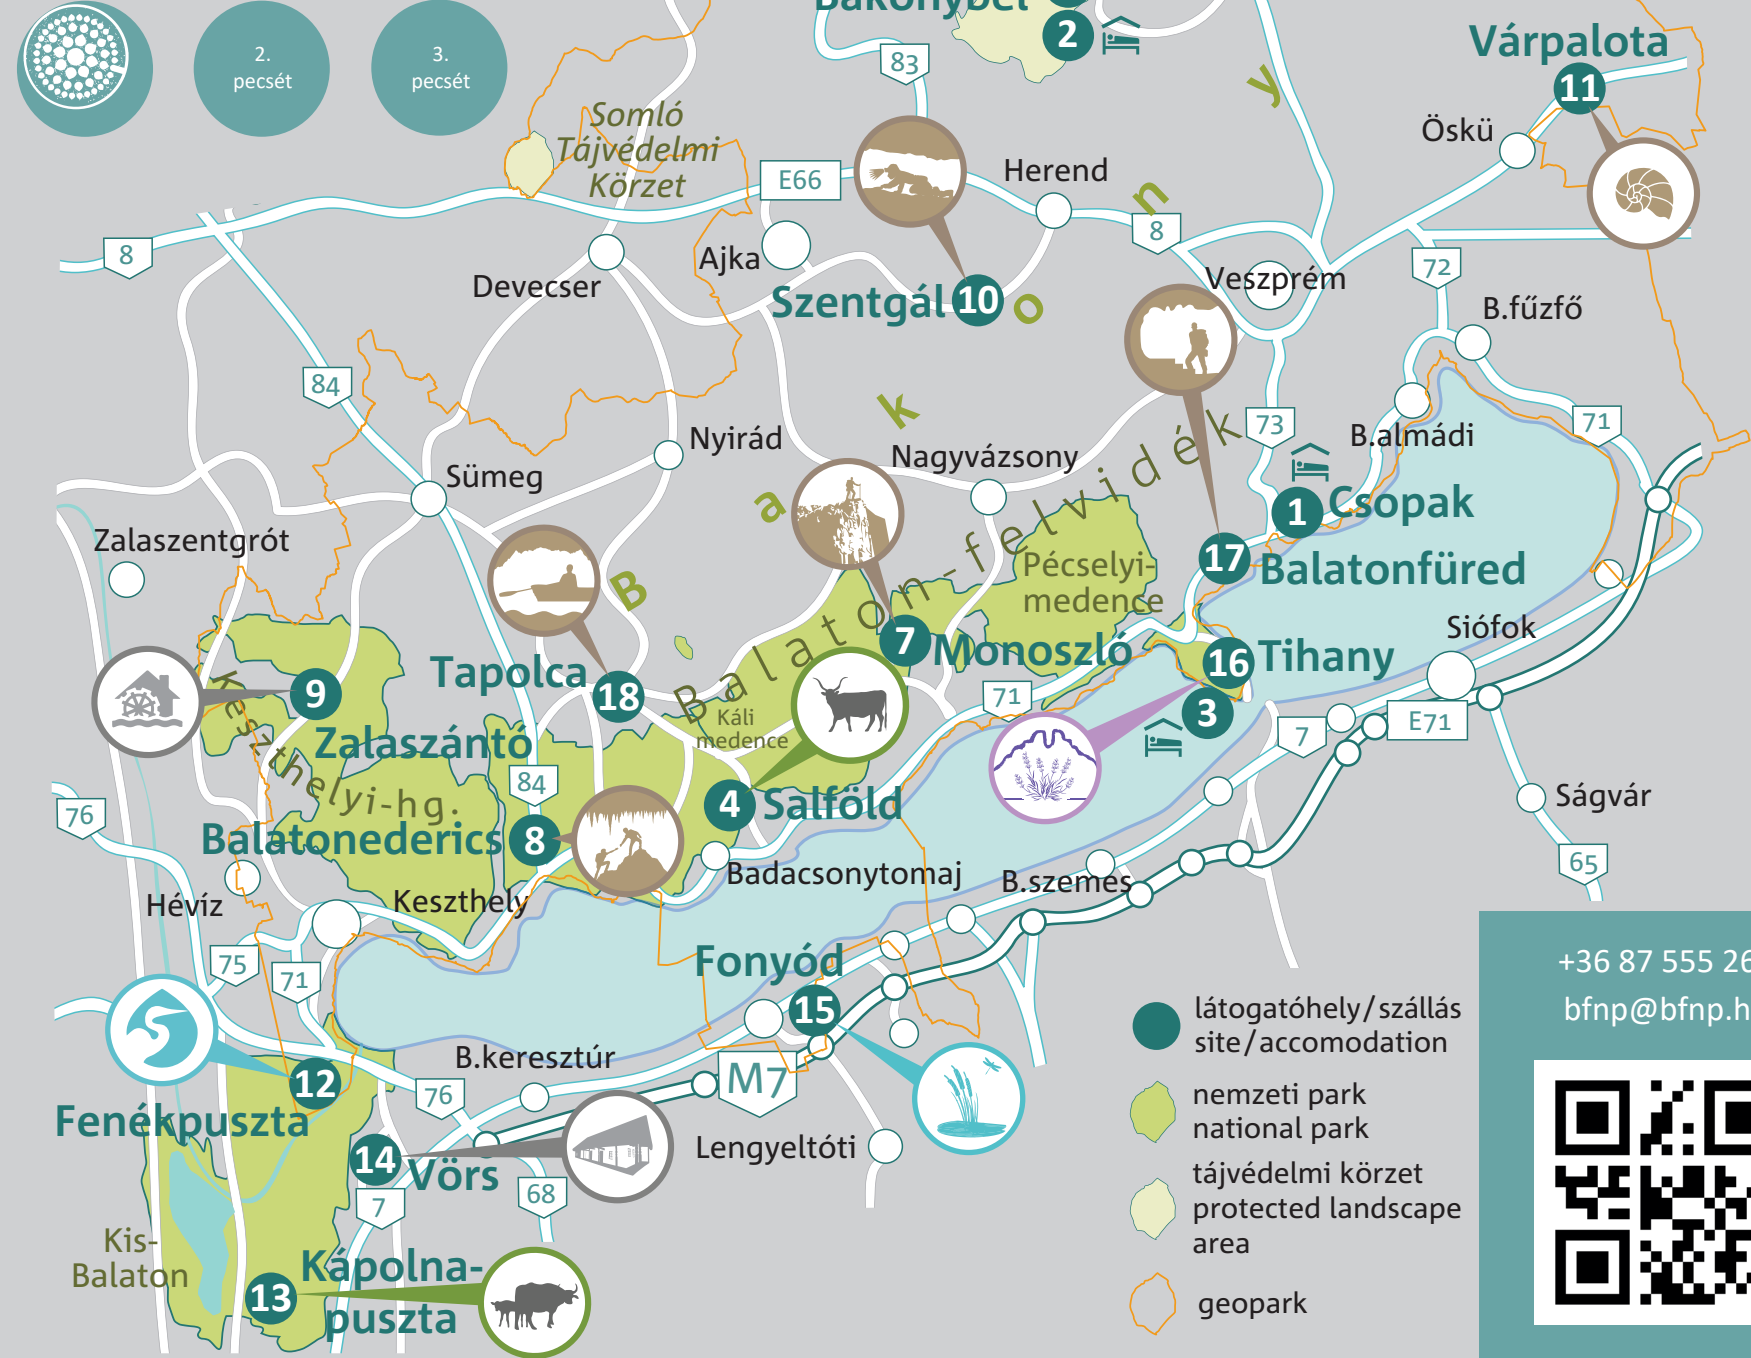 2.
pecsét
3.
pecsét
2
83
Várpalota
11
Öskü
Somló
Tájvédelmi
Körzet
E66
Herend
8
8
Ajka
Devecser
Szentgál 10
Veszprém
72
B.fűzfő
B a k o n y
84
73
71
B.almádi
Nyirád
Nagyvázsony
Sümeg
1 Csopak
Zalaszentgrót
17 Balatonfüred
Balaton-felvidék
Pécselyi-
medence
Siófok
7 Monoszló
16 Tihany
3
Tapolca
18
9
Zalaszántó
Keszthelyi-hg.
Káli
medence
71
7
E71
84
4 Salföld
76
Balatonederics 8
Ságvár
65
Badacsonytomaj
B.szemes
Hévíz
Keszthely
75
71
Fonyód
15
12
Fenékpuszta
B.keresztúr
76
M7
14 Vörs
7
68
Lengyeltóti
Kis-
Balaton
13
Kápolna-
puszta
látogatóhely/szállás
site/accomodation
nemzeti park
national park
tájvédelmi körzet
protected landscape
area
geopark
+36 87 555 26
bfnp@bfnp.h